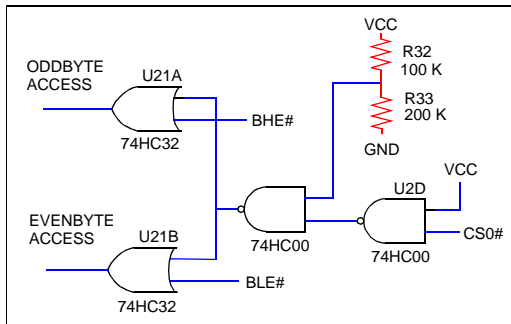 VCC
R32
100 K
R33
200 K
GND
ODDBYTE
ACCESS
U21A
BHE#
74HC32
U2D
VCC
CS0#
74HC00
74HC00
EVENBYTE
ACCESS
U21B
BLE#
74HC32